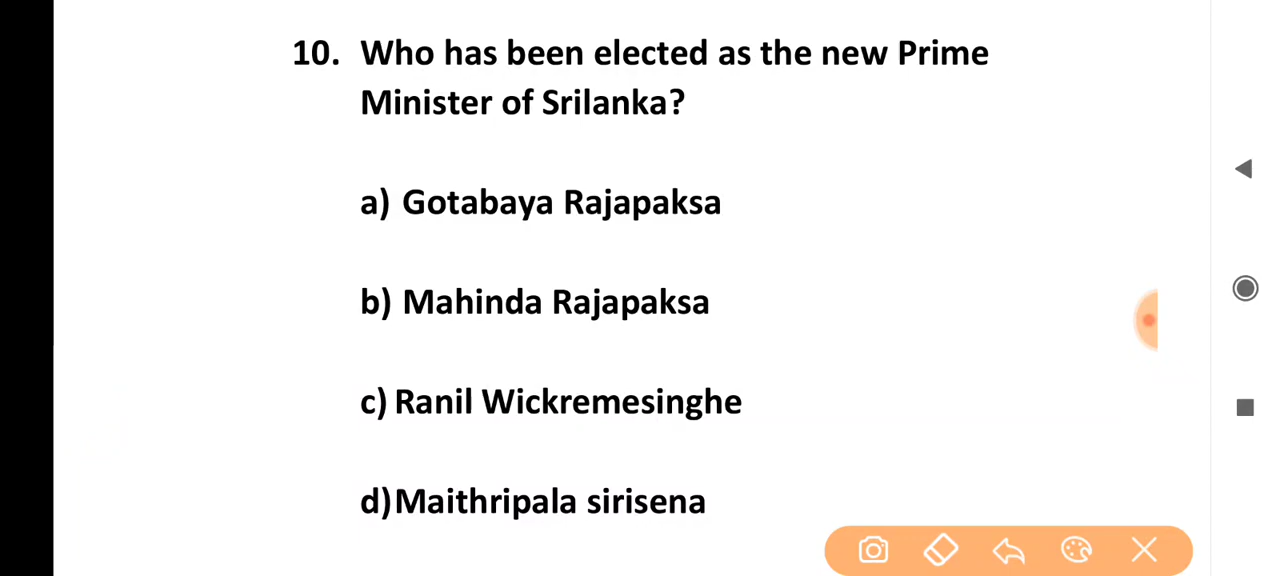 10. Who has been elected as the new Prime
Minister of Srilanka?
a) Gotabaya Rajapaksa
b) Mahinda Rajapaksa
c) Ranil Wickremesinghe
d)Maithripala sirisena